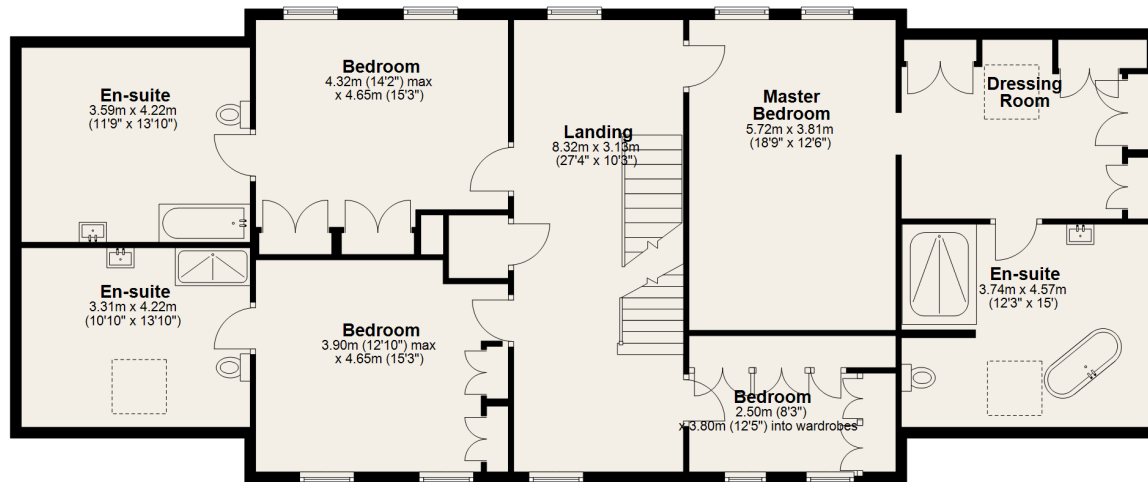 En-suite
3.59m x 4.22m
(11'9" x 13'10")
Bedroom
4.32m (14'2") max
x 4.65m (15'3")
Landing
8.32m x 3.13m
(27'4" x 10'3")
Master
Bedroom
5.72m x 3.81m
(18'9" x 12'6")
Dressing
Room
En-suite
3.31m x 4.22m
(10'10" x 13'10")
Bedroom
3.90m (12'10") max
x 4.65m (15'3")
Bedroom
2.50m (8'3")
x 3.80m (12'5") into wardrobes
En-suite
3.74m x 4.57m
(12'3" x 15')